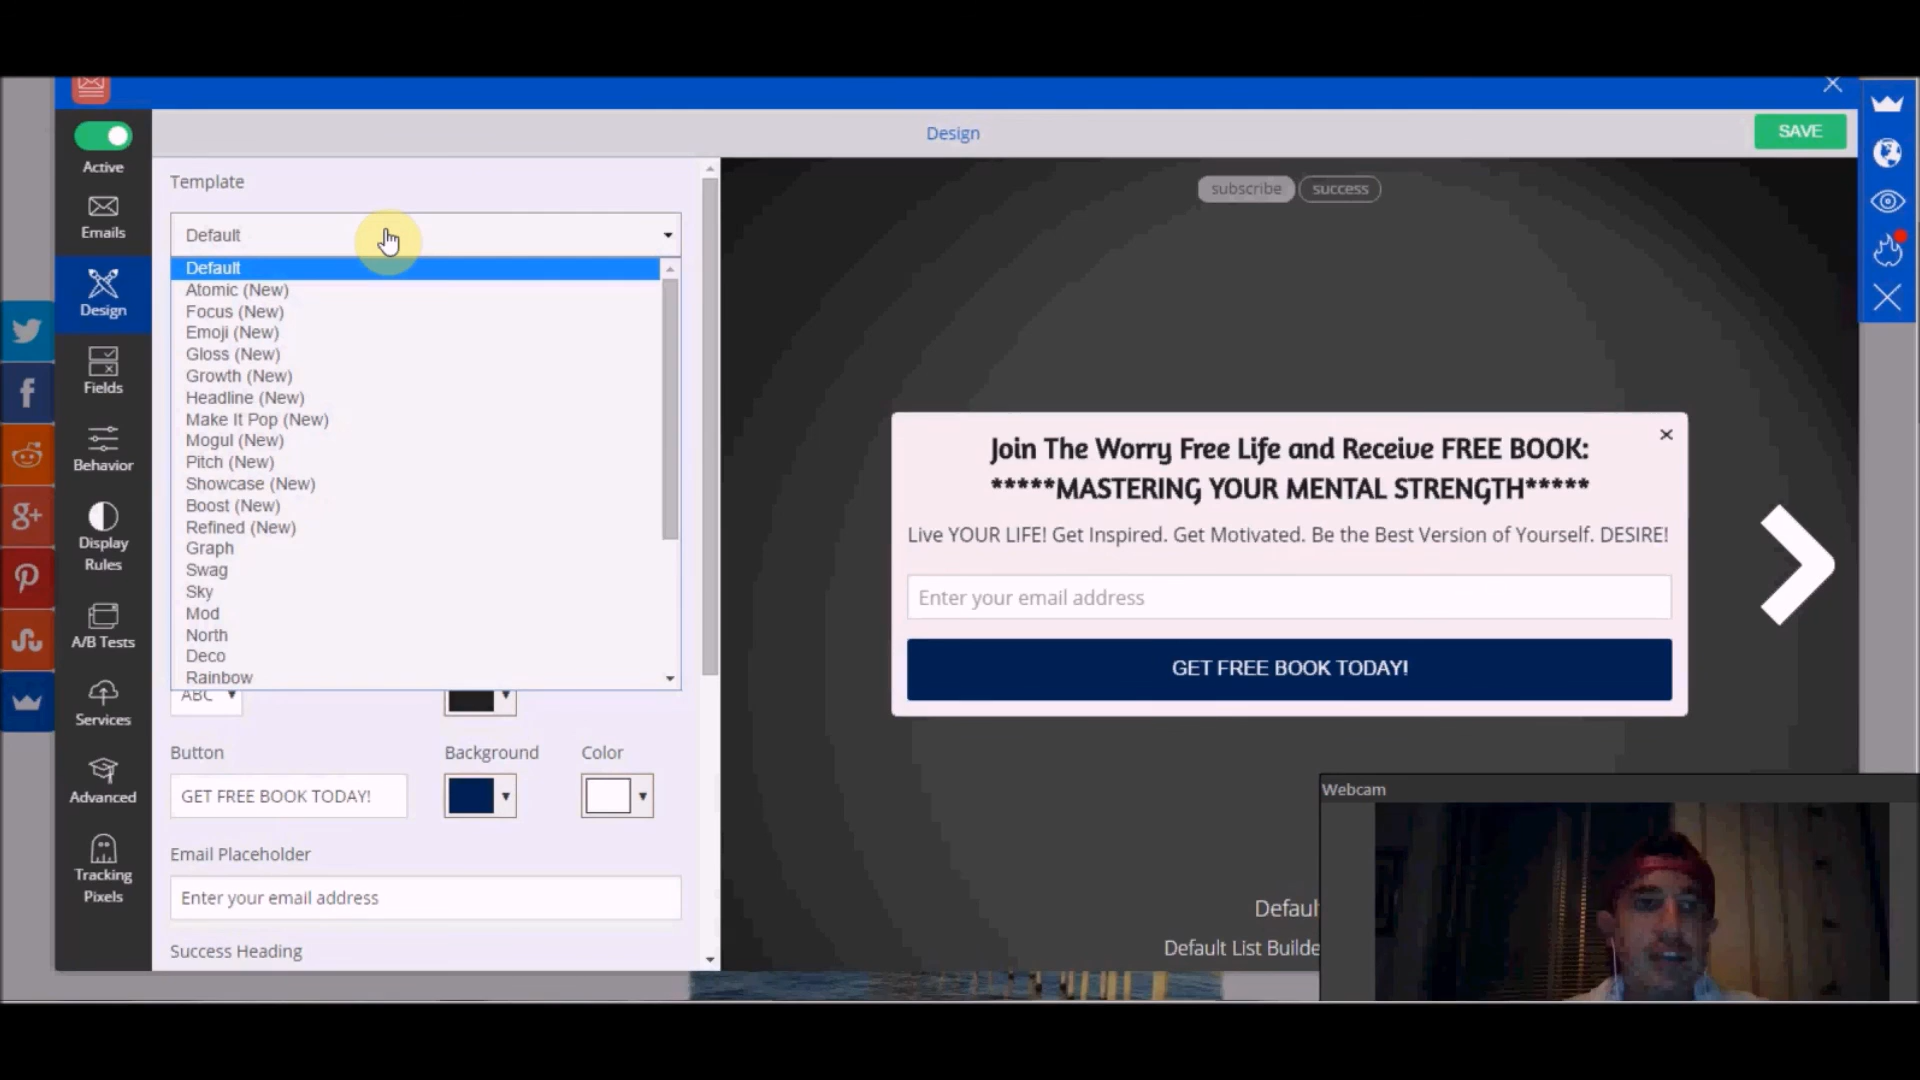 Design
SAVE
Active
Emails
Design
Fields
Behavior
Display
Rules
A/B Tests
Services
Advanced
Tracking
Pixels
Template
Default
Default
Atomic (New)
Focus (New)
Emoji (New)
Gloss (New)
Growth (New)
Headline (New)
Make It Pop (New)
Mogul (New)
Pitch (New)
Showcase (New)
Boost (New)
Refined (New)
Graph
Swag
Sky
Mod
North
Deco
Rainbow
ABC
Button
Background
Color
GET FREE BOOK TODAY!
Email Placeholder
Enter your email address
Success Heading
subscribe
success
Join The Worry Free Life and Receive FREE BOOK:
*****MASTERING YOUR MENTAL STRENGTH*****
Live YOUR LIFE! Get Inspired. Get Motivated. Be the Best Version of Yourself. DESIRE!
Enter your email address
GET FREE BOOK TODAY!
Default
Default List Builde
Webcam